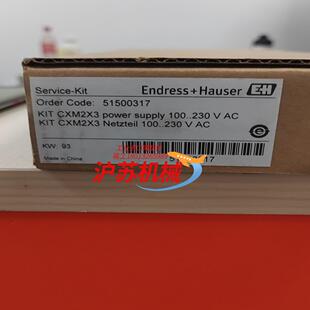 Service-Kit
Endress+Hauser EH
Order Code: 51500317
KIT CXM2X3 power supply 100..230 V AC
KIT CXM2X3 Netzteil 100..230 V AC
KW: 93
Made in China
沪苏机械